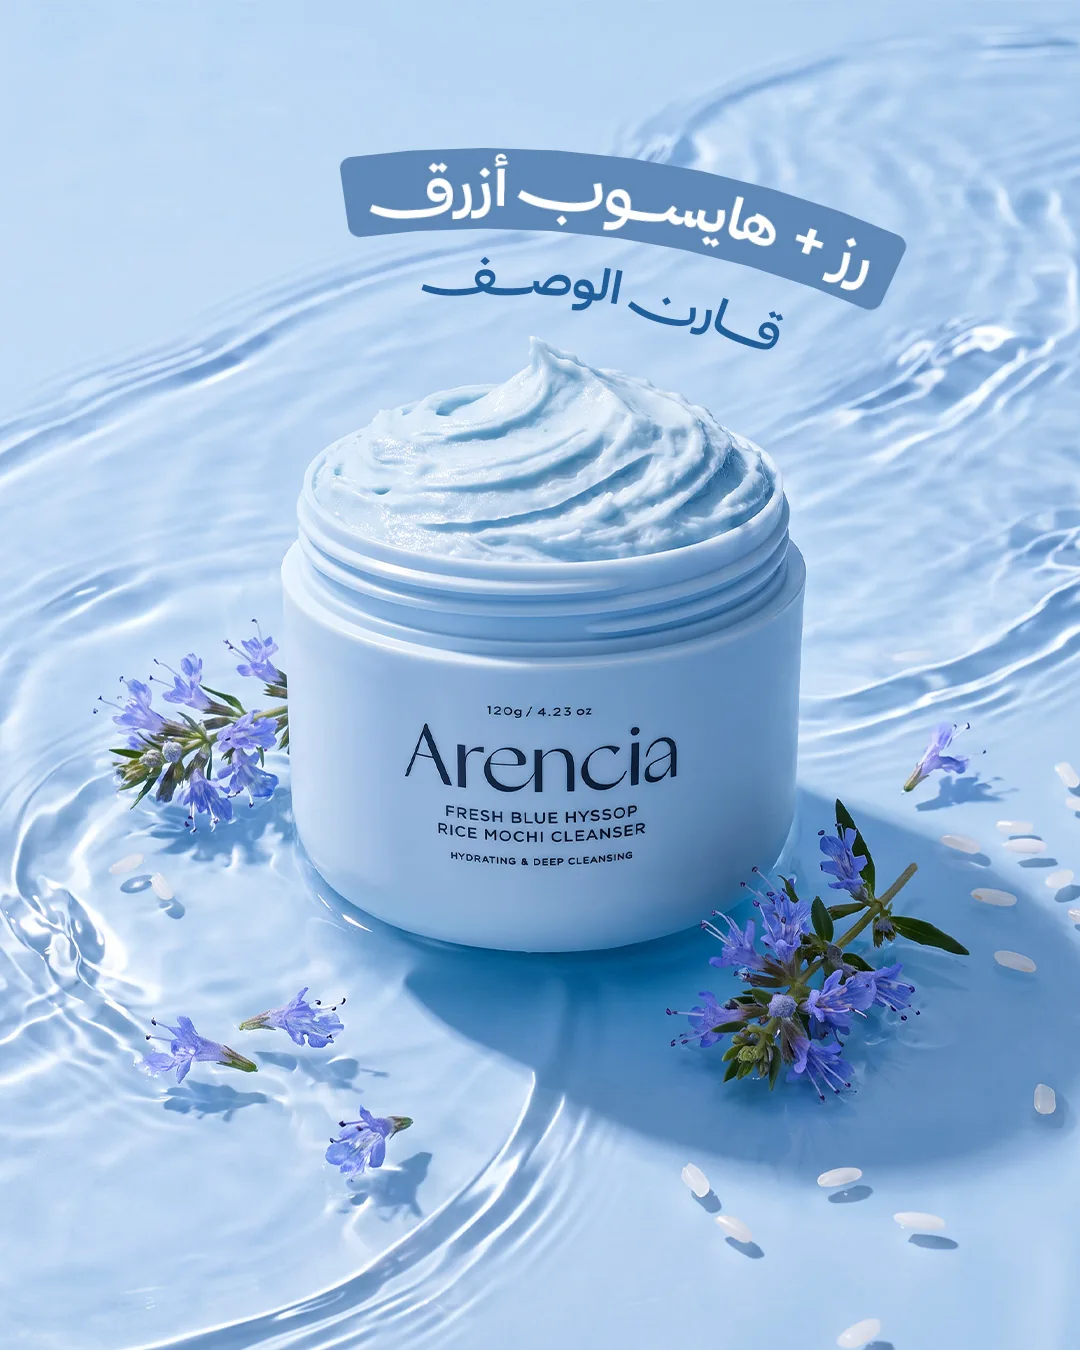 رز + هايسوب أزرق
قارن الوصف
120g / 4.23 oz
Arencia
FRESH BLUE HYSSOP
RICE MOCHI CLEANSER
HYDRATING & DEEP CLEANSING